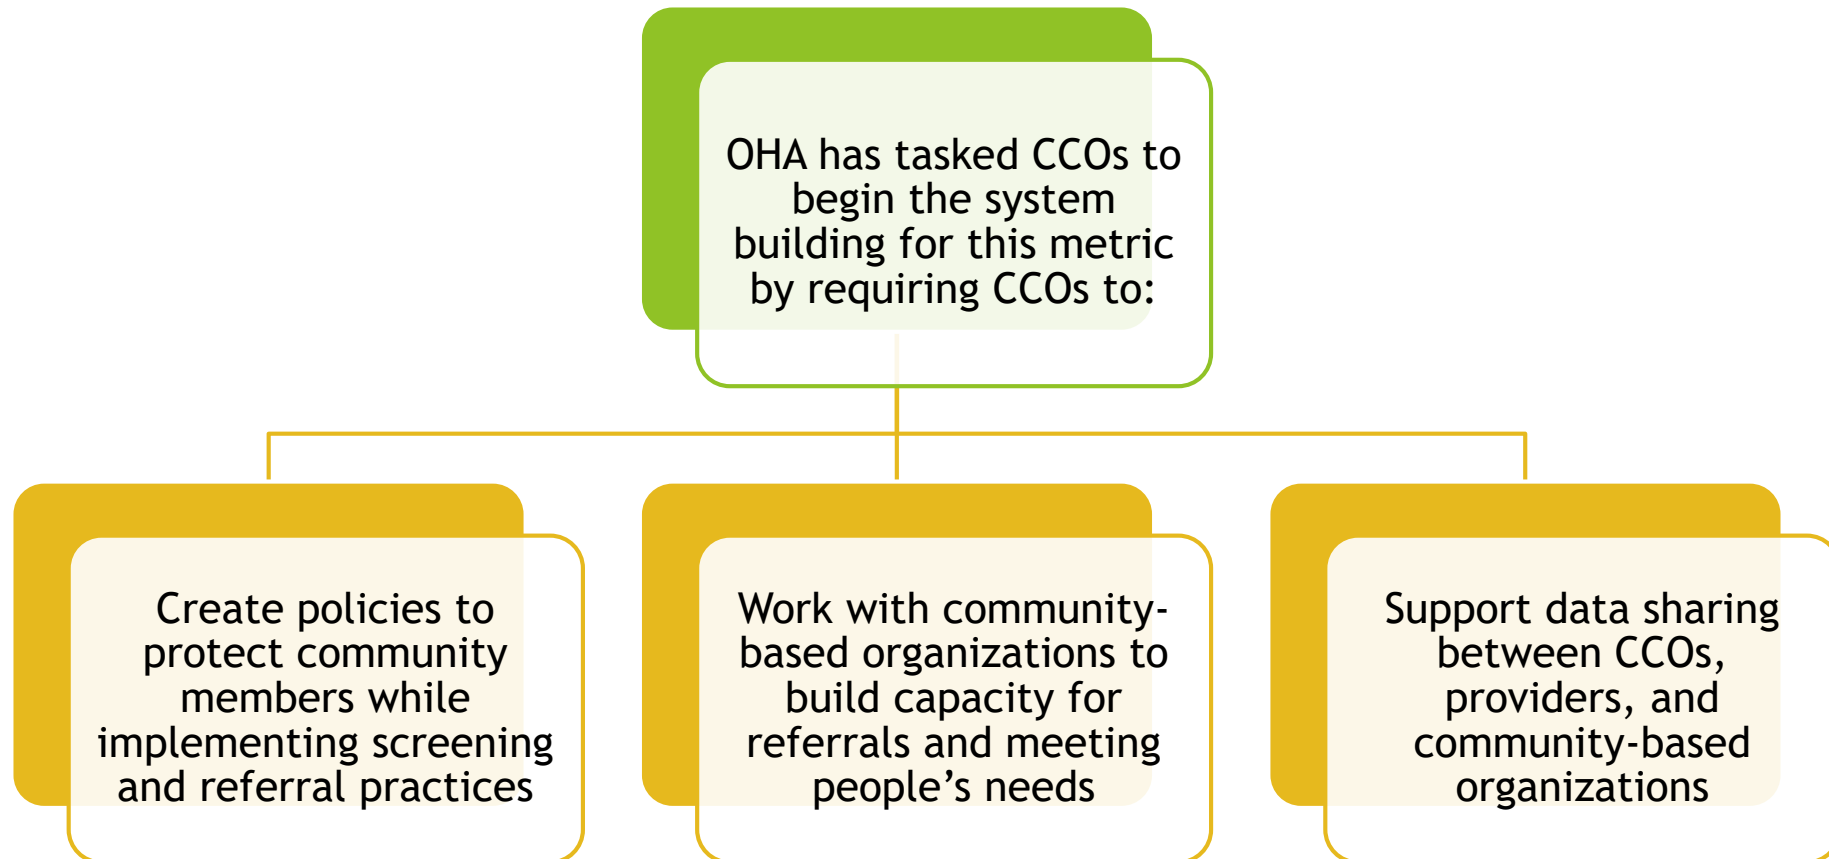 OHA has tasked CCOs to
begin the system
building for this metric
by requiring CCOs to:
Create policies to
protect community
members while
implementing screening
and referral practices
Work with community-
based organizations to
build capacity for
referrals and meeting
people’s needs
Support data sharing
between CCOs,
providers, and
community-based
organizations